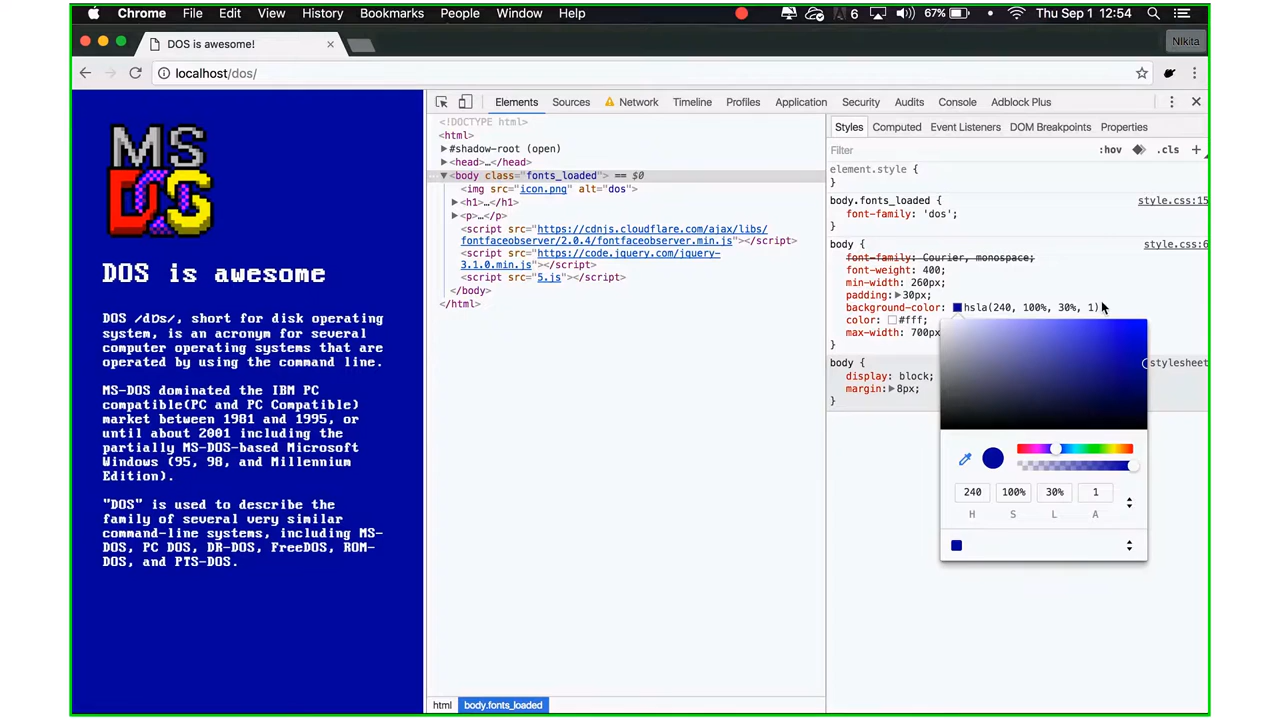 Chrome File Edit View History Bookmarks People Window Help 6 67% Thu Sep 1 12:54
DOS is awesome! × NIkita
localhost/dos/
MS
DOS
DOS is awesome
DOS /dɒs/, short for disk operating
system, is an acronym for several
computer operating systems that are
operated by using the command line.
MS-DOS dominated the IBM PC
compatible(PC and PC Compatible)
market between 1981 and 1995, or
until about 2001 including the
partially MS-DOS-based Microsoft
Windows (95, 98, and Millennium
Edition).
"DOS" is used to describe the
family of several very similar
command-line systems, including MS-
DOS, PC DOS, DR-DOS, FreeDOS, ROM-
DOS, and PTS-DOS.
Elements Sources Network Timeline Profiles Application Security Audits Console Adblock Plus
<!DOCTYPE html>
<html>
▶#shadow-root (open)
▶<head>…</head>
▼<body class="fonts_loaded"> == $0
<img src="icon.png" alt="dos">
▶<h1>…</h1>
▶<p>…</p>
<script src="https://cdnjs.cloudflare.com/ajax/libs/
fontfaceobserver/2.0.4/fontfaceobserver.min.js"></script>
<script src="https://code.jquery.com/jquery-
3.1.0.min.js"></script>
<script src="5.js"></script>
</body>
</html>
html body.fonts_loaded
Styles Computed Event Listeners DOM Breakpoints Properties
Filter :hov .cls +
element.style {
}
body.fonts_loaded { style.css:15
font-family: 'dos';
}
body { style.css:6
font-family: Courier, monospace;
font-weight: 400;
min-width: 260px;
padding: ▶30px;
background-color: hsla(240, 100%, 30%, 1)
color: #fff;
max-width: 700px
}
body { stylesheet
display: block;
margin: ▶8px;
}
240 100% 30% 1
H S L A